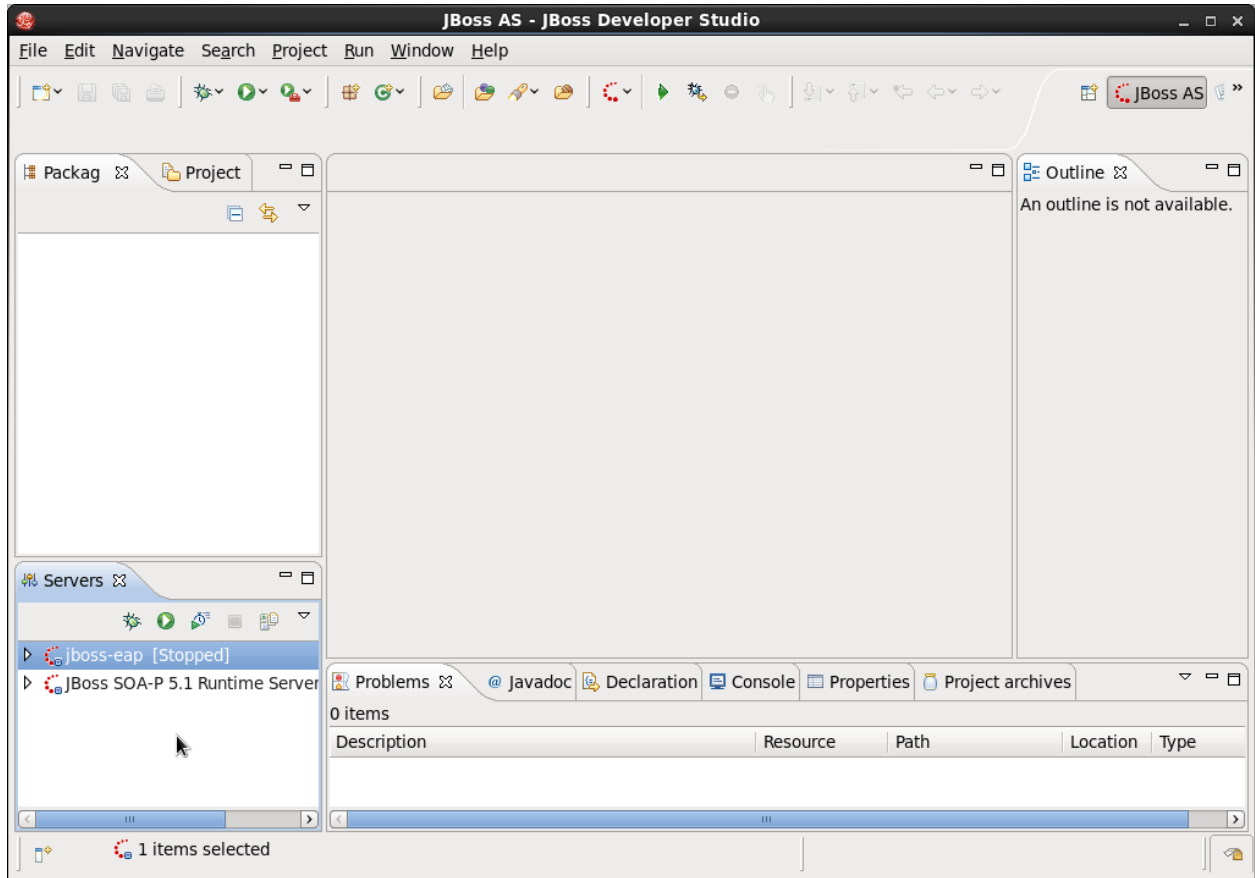 JBoss AS - JBoss Developer Studio
File Edit Navigate Search Project Run Window Help
JBoss AS »
Packag Project
Outline
An outline is not available.
Servers
jboss-eap [Stopped]
JBoss SOA-P 5.1 Runtime Server
Problems @ Javadoc Declaration Console Properties Project archives
0 items
Description Resource Path Location Type
1 items selected